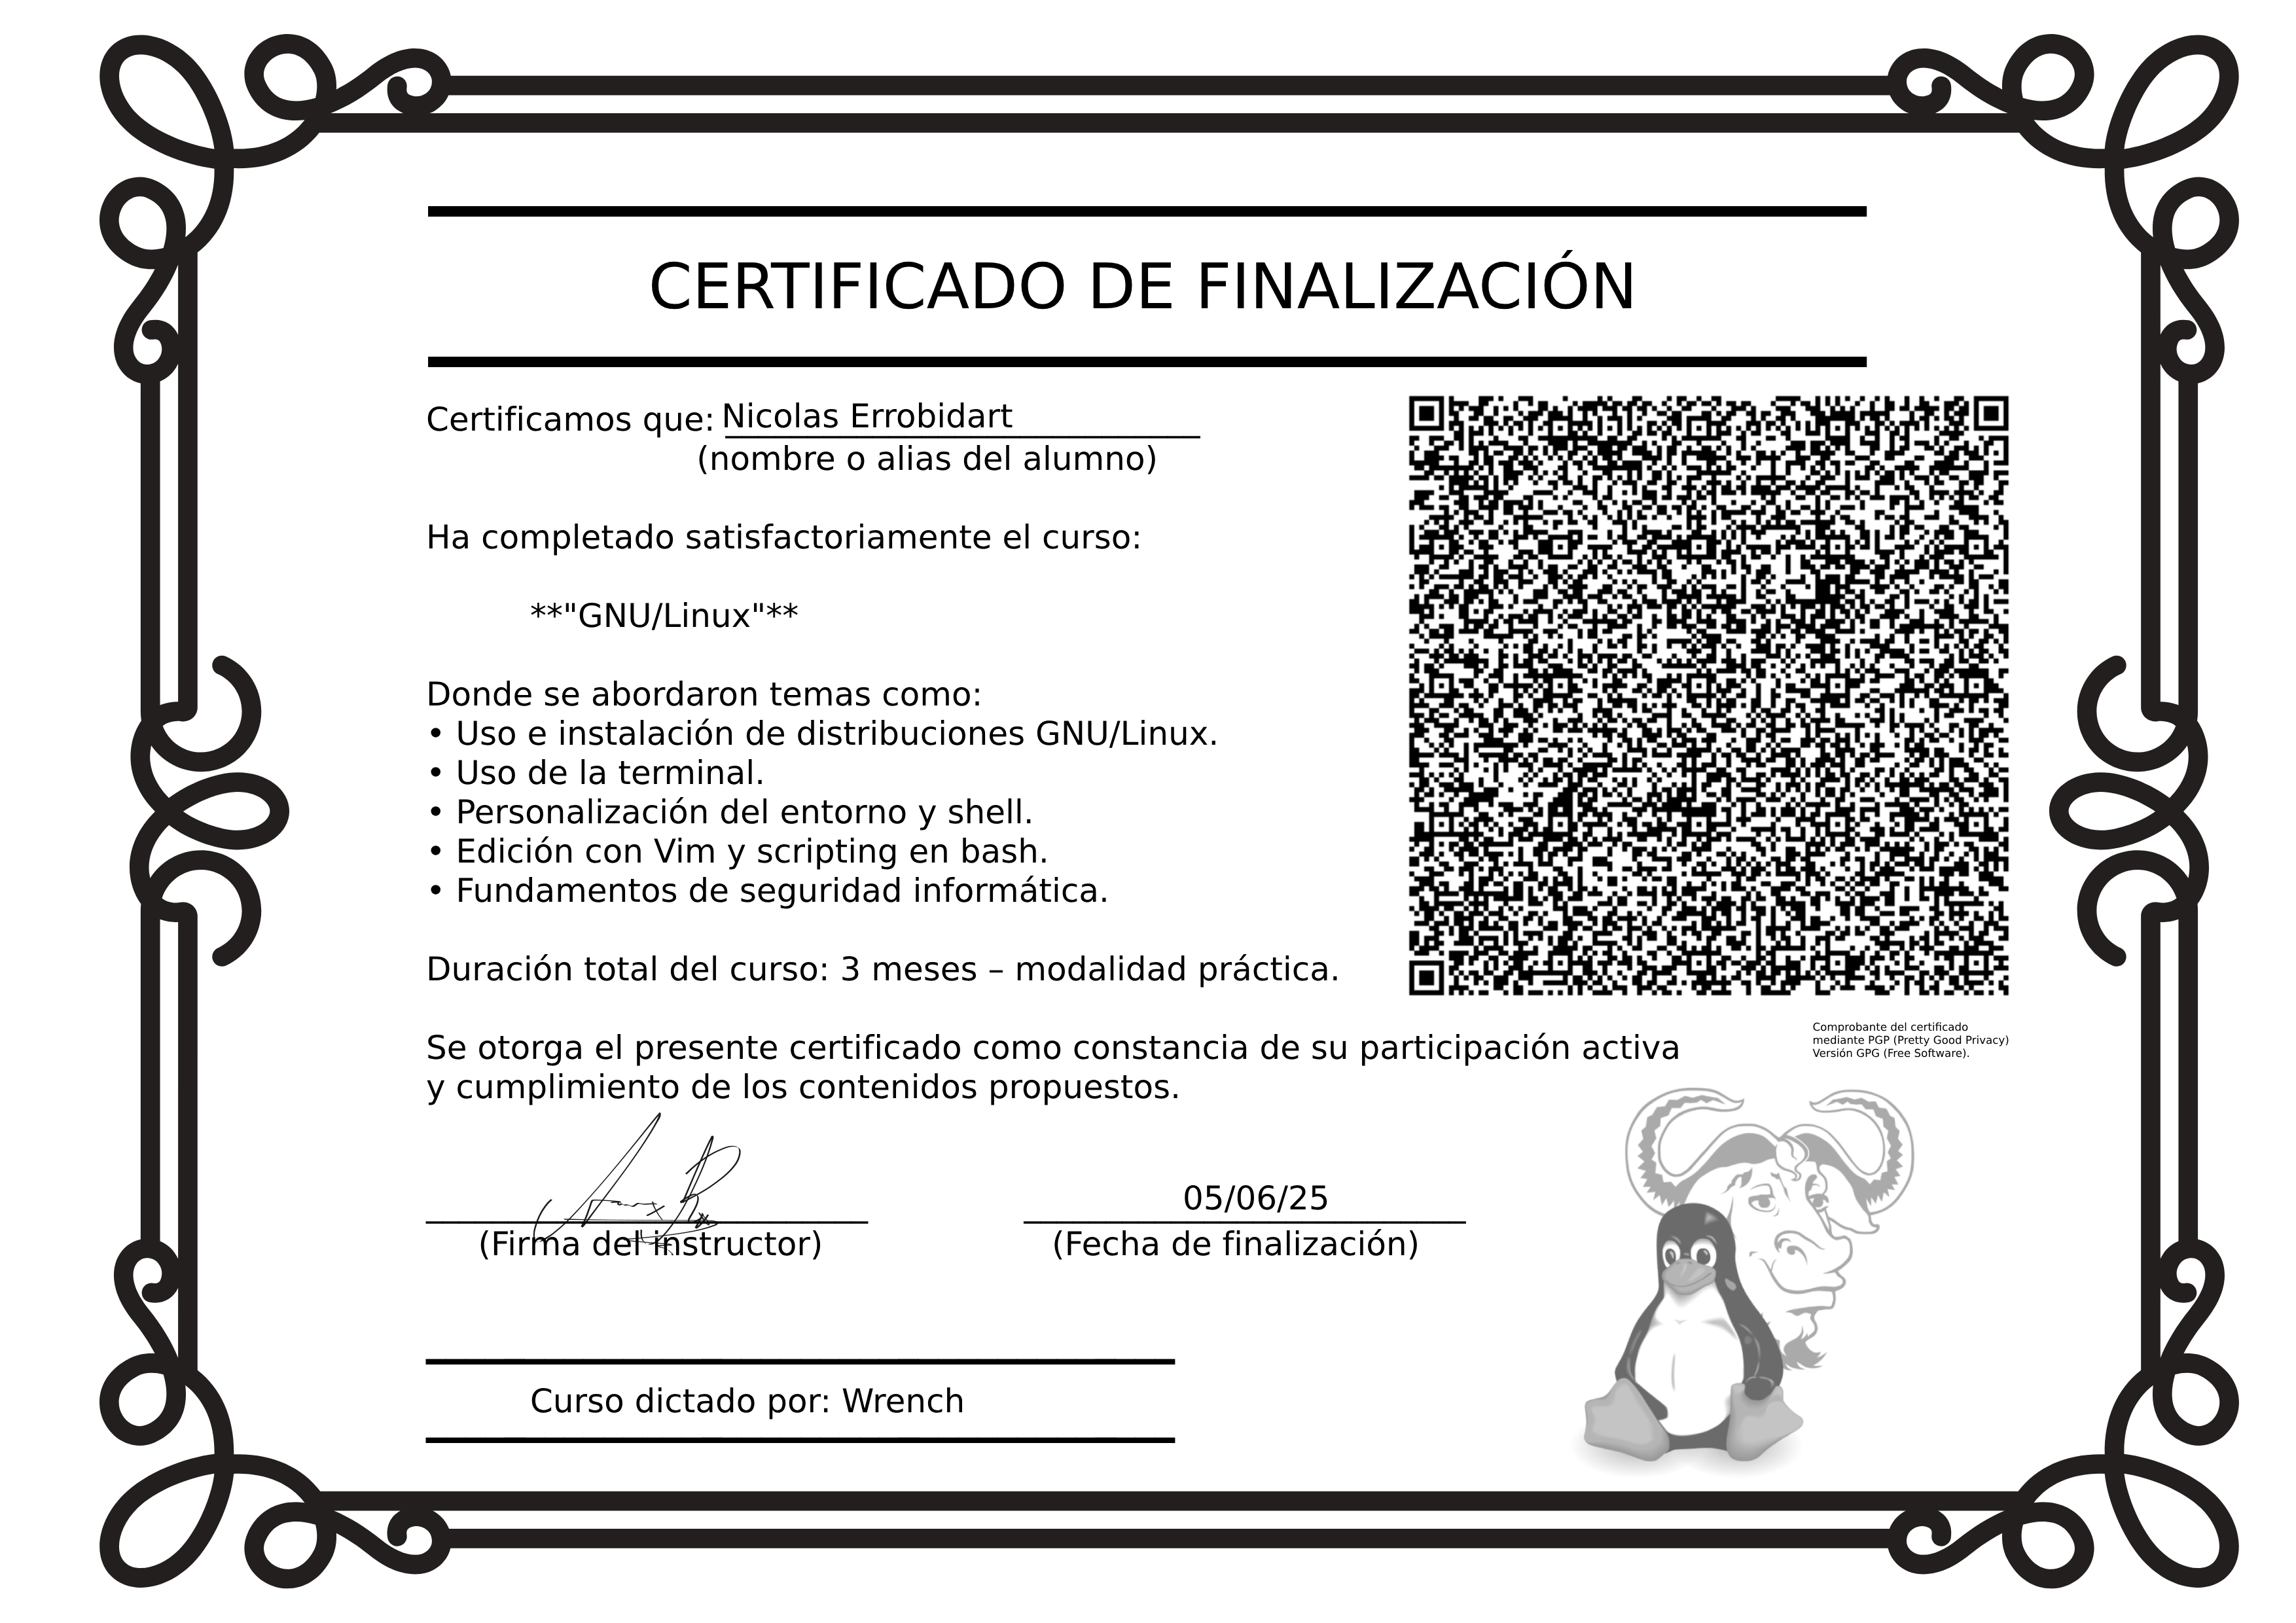 CERTIFICADO DE FINALIZACIÓN
Certificamos que: Nicolas Errobidart
(nombre o alias del alumno)
Ha completado satisfactoriamente el curso:
**"GNU/Linux"**
Donde se abordaron temas como:
• Uso e instalación de distribuciones GNU/Linux.
• Uso de la terminal.
• Personalización del entorno y shell.
• Edición con Vim y scripting en bash.
• Fundamentos de seguridad informática.
Duración total del curso: 3 meses – modalidad práctica.
Comprobante del certificado
mediante PGP (Pretty Good Privacy)
Versión GPG (Free Software).
Se otorga el presente certificado como constancia de su participación activa
y cumplimiento de los contenidos propuestos.
05/06/25
(Firma del instructor) (Fecha de finalización)
Curso dictado por: Wrench